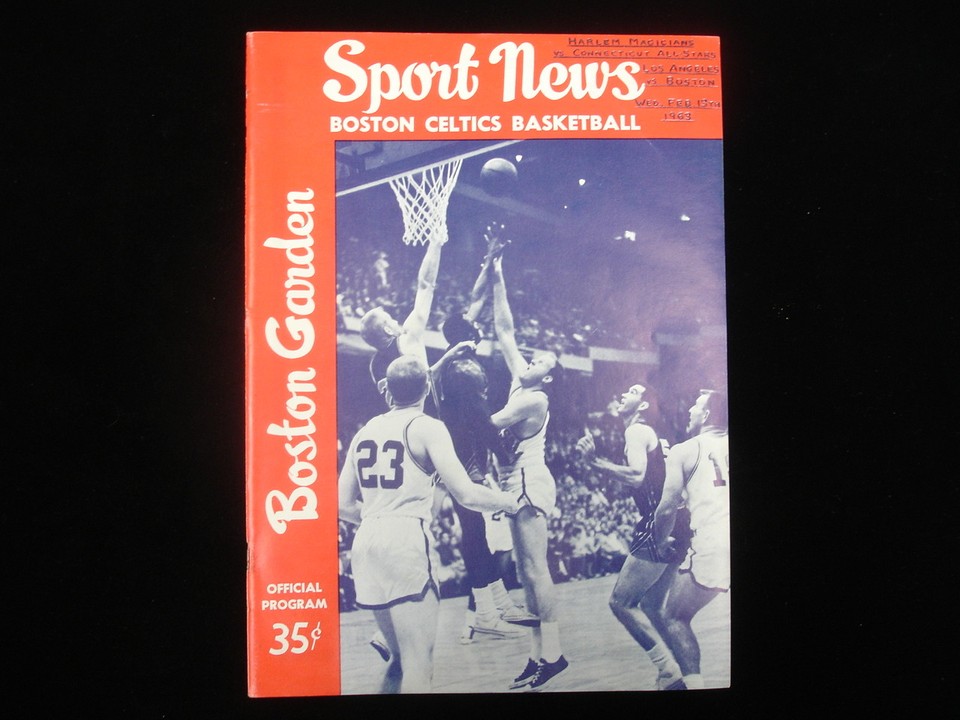 Sport News
BOSTON CELTICS BASKETBALL
HARLEM MAGICIANS
VS CONNECTICUT ALL STARS
LOS ANGELES
VS BOSTON
WED. FEB 13TH
1963
Boston Garden
23
1
OFFICIAL
PROGRAM
35¢